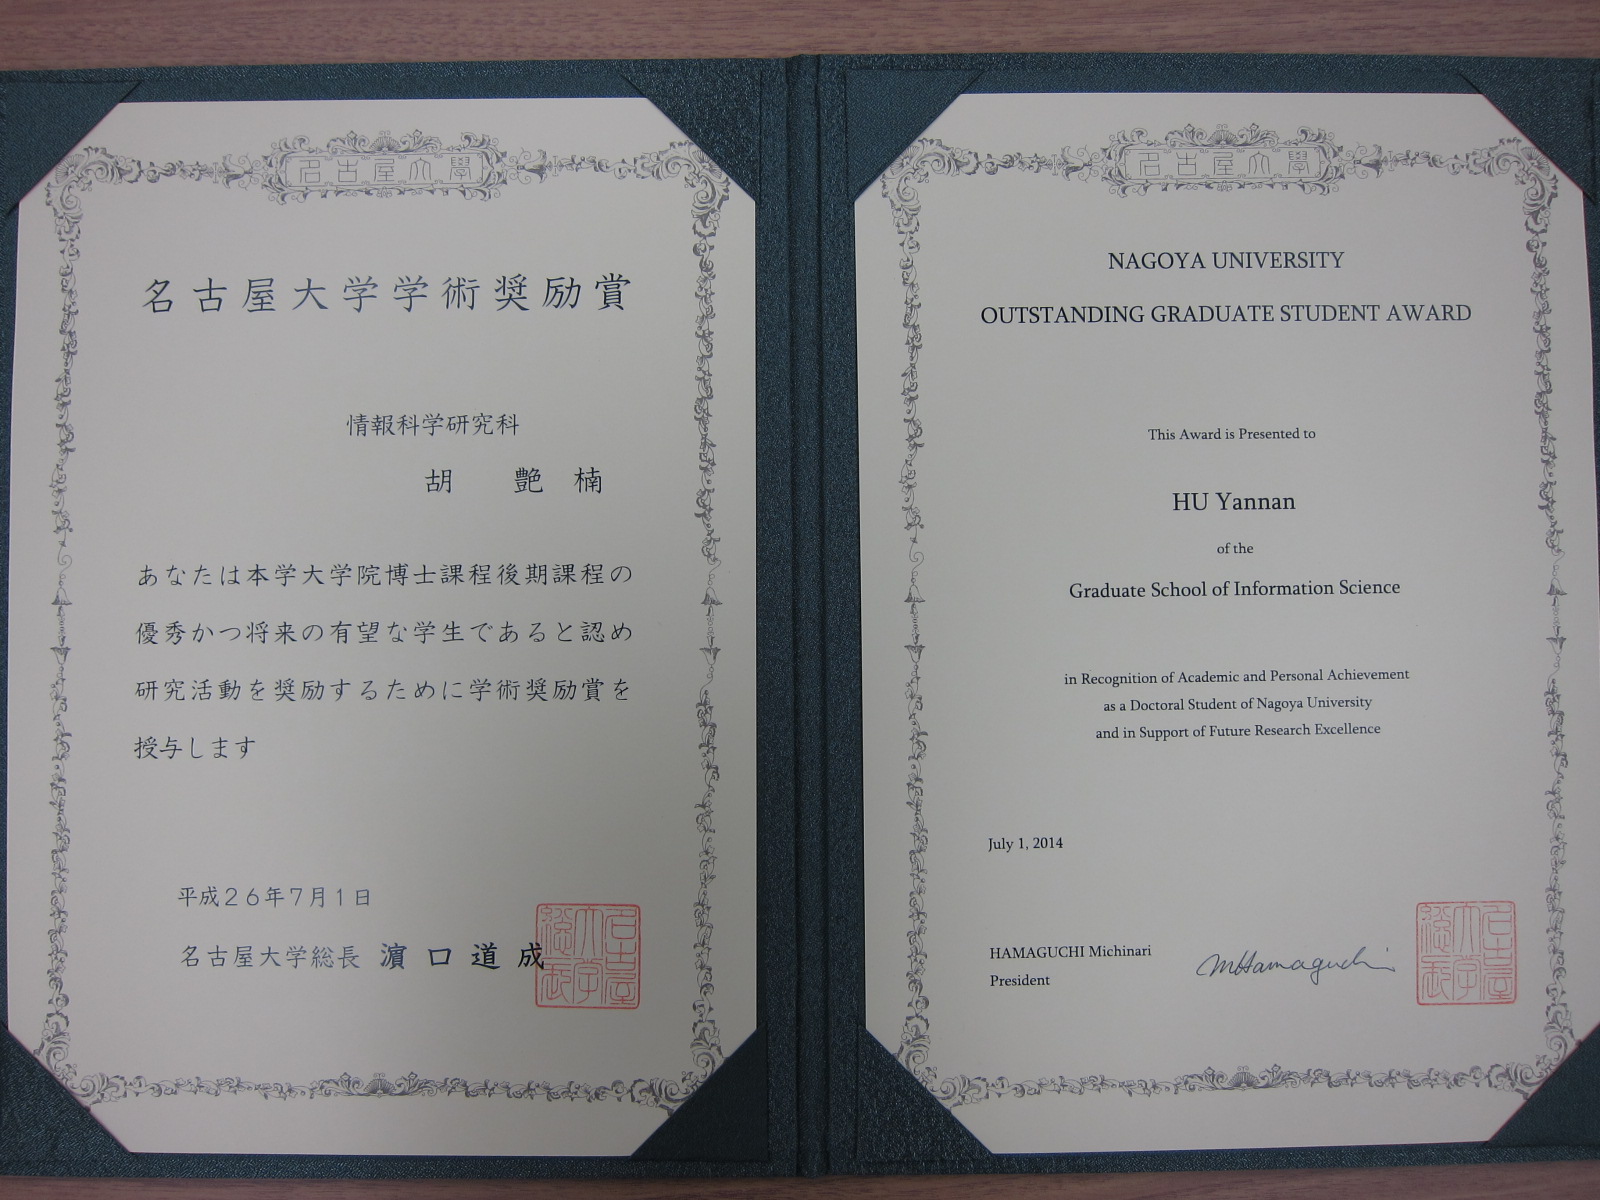 名古屋大學
名古屋大学学術奨励賞
情報科学研究科
胡 艶 楠
あなたは本学大学院博士課程後期課程の
優秀かつ将来の有望な学生であると認め
研究活動を奨励するために学術奨励賞を
授与します
平成26年7月1日
名古屋大学総長 濵口道成
名古屋大学総長
名古屋大學
NAGOYA UNIVERSITY
OUTSTANDING GRADUATE STUDENT AWARD
This Award is Presented to
HU Yannan
of the
Graduate School of Information Science
in Recognition of Academic and Personal Achievement
as a Doctoral Student of Nagoya University
and in Support of Future Research Excellence
July 1, 2014
HAMAGUCHI Michinari
President
MHamaguchi